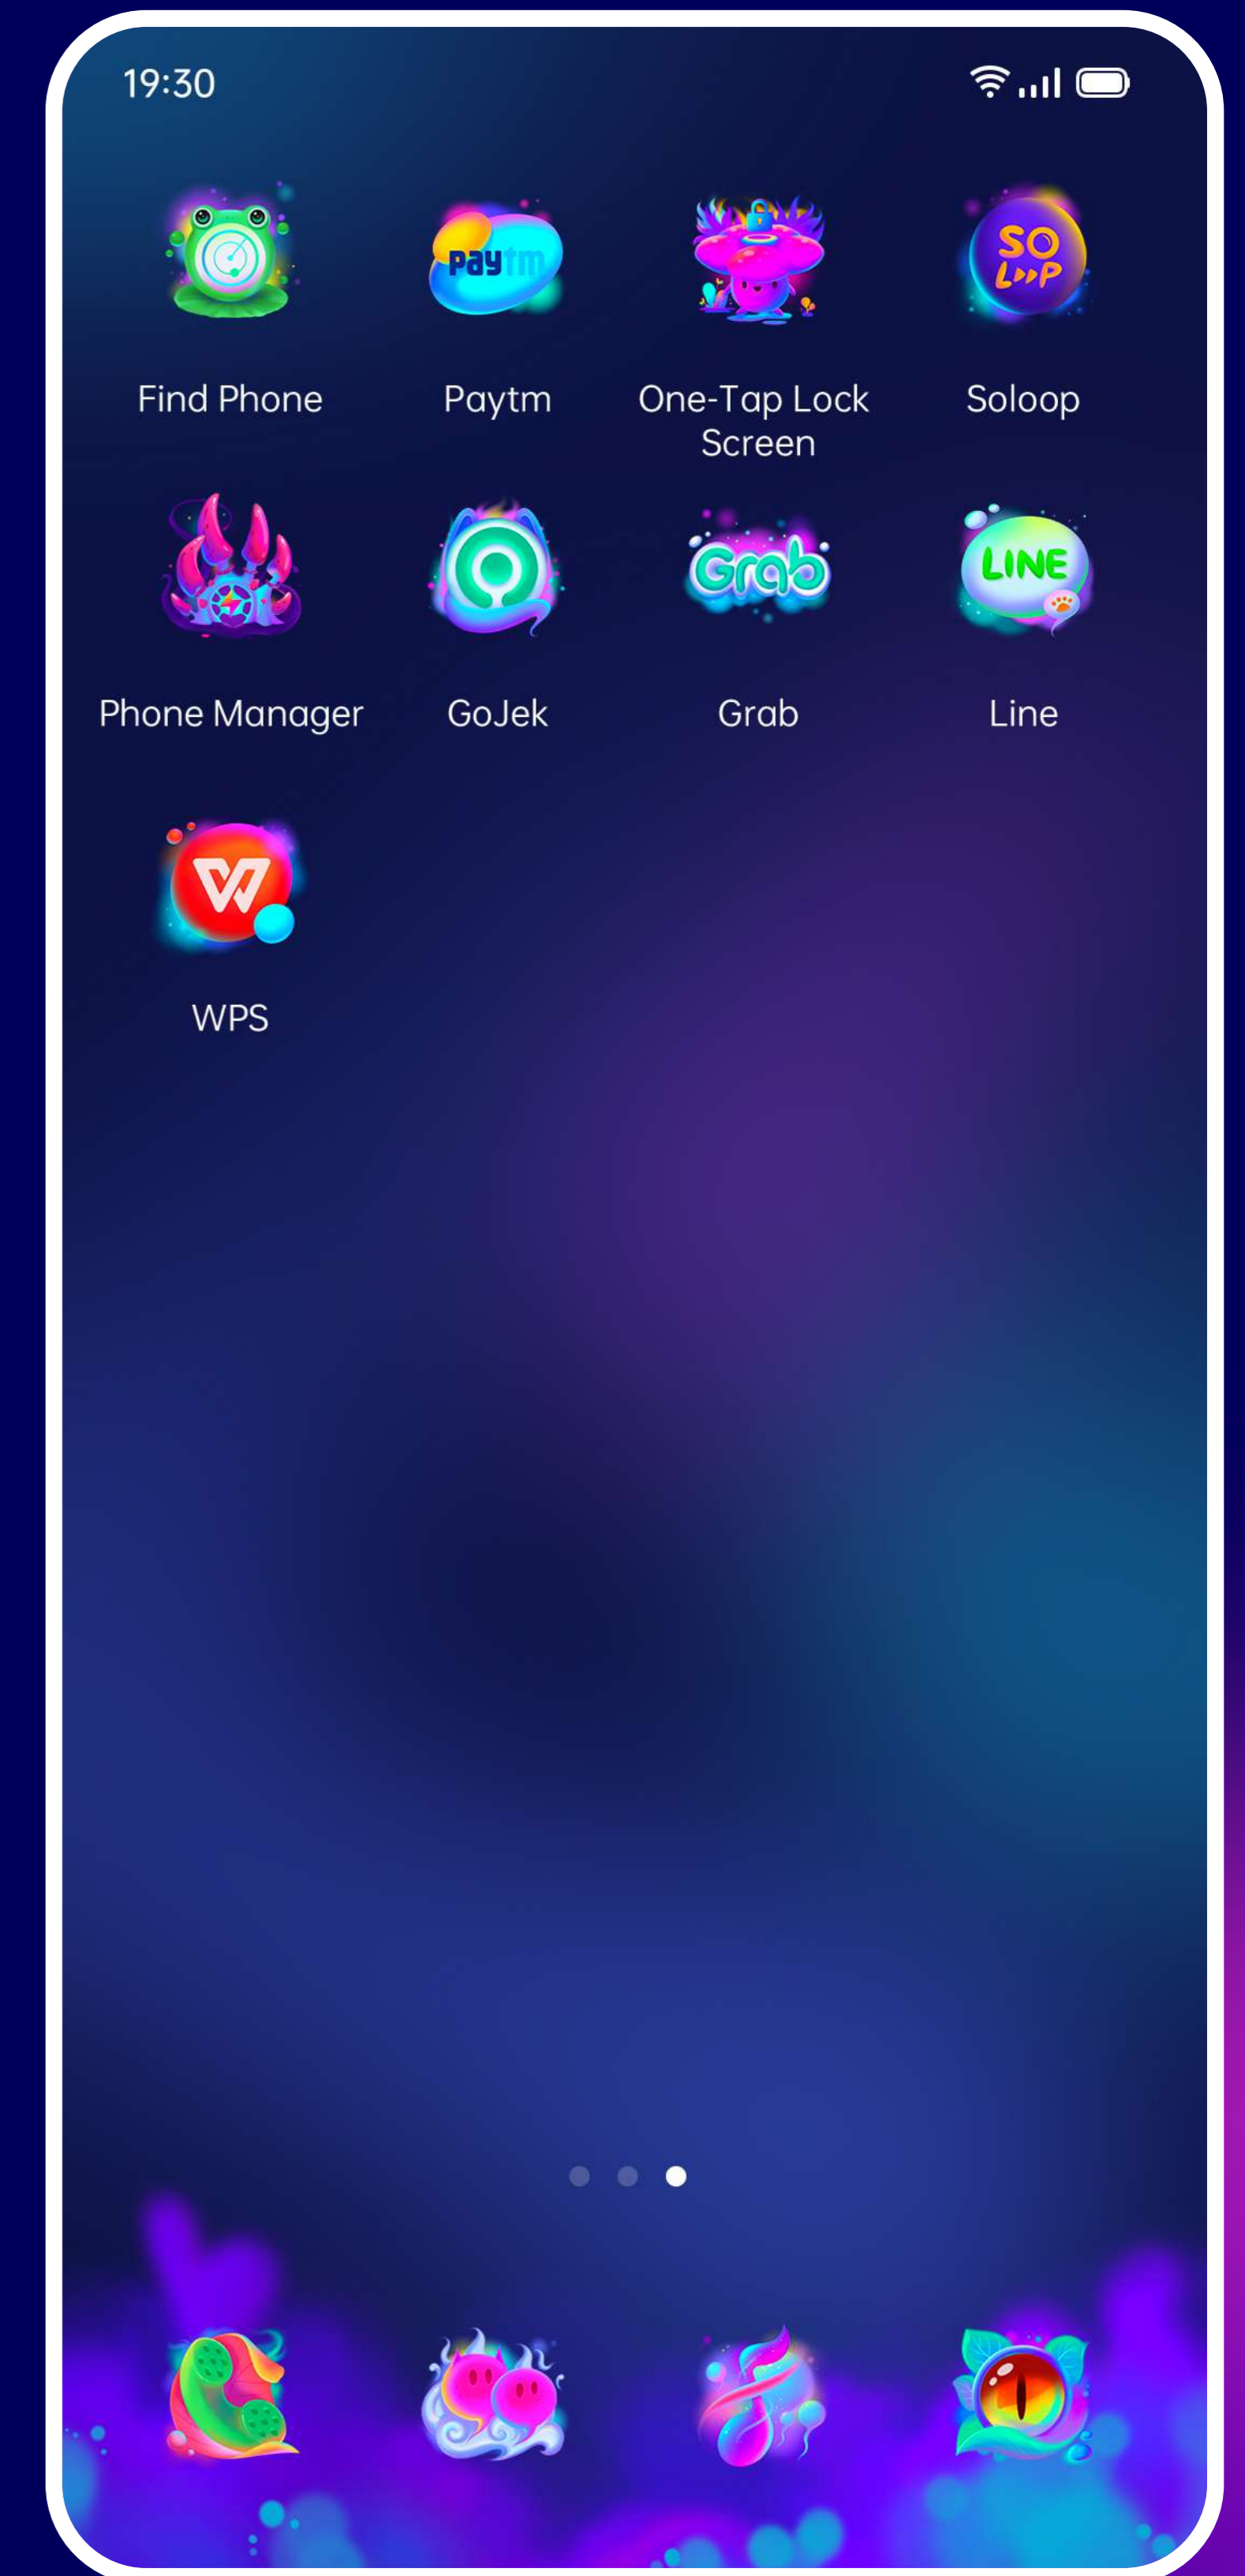 19:30
Paytm
SO
LOOP
Find Phone
Paytm
One-Tap Lock
Screen
Soloop
Grab
LINE
Phone Manager
GoJek
Grab
Line
W
WPS